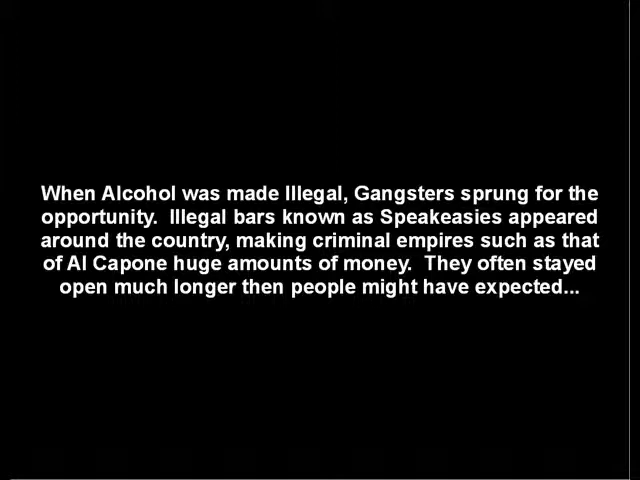 When Alcohol was made Illegal, Gangsters sprung for the
opportunity.  Illegal bars known as Speakeasies appeared
around the country, making criminal empires such as that
of Al Capone huge amounts of money.  They often stayed
open much longer then people might have expected...